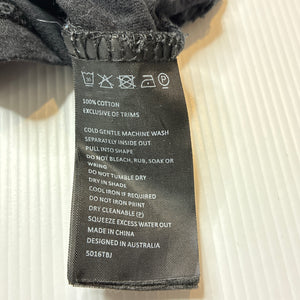 100% COTTON
EXCLUSIVE OF TRIMS
COLD GENTLE MACHINE WASH
SEPARATELY INSIDE OUT
PULL INTO SHAPE
DO NOT BLEACH, RUB, SOAK OR
WRING
DO NOT TUMBLE DRY
DRY IN SHADE
COOL IRON IF REQUIRED
DO NOT IRON PRINT
DRY CLEANABLE (P)
SQUEEZE EXCESS WATER OUT
MADE IN CHINA
DESIGNED IN AUSTRALIA
5016TBJ